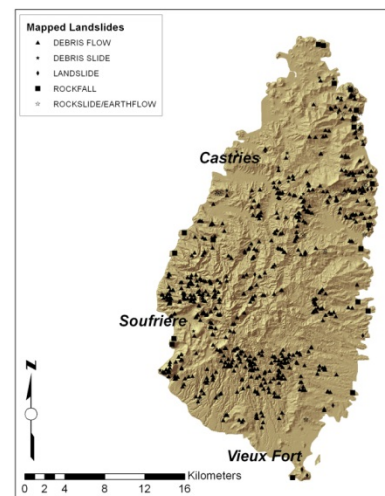 Mapped Landslides
DEBRIS FLOW
DEBRIS SLIDE
LANDSLIDE
ROCKFALL
ROCKSLIDE/EARTHFLOW
Castries
Soufriere
Vieux Fort
N
Kilometers
0 2 4 8 12 16